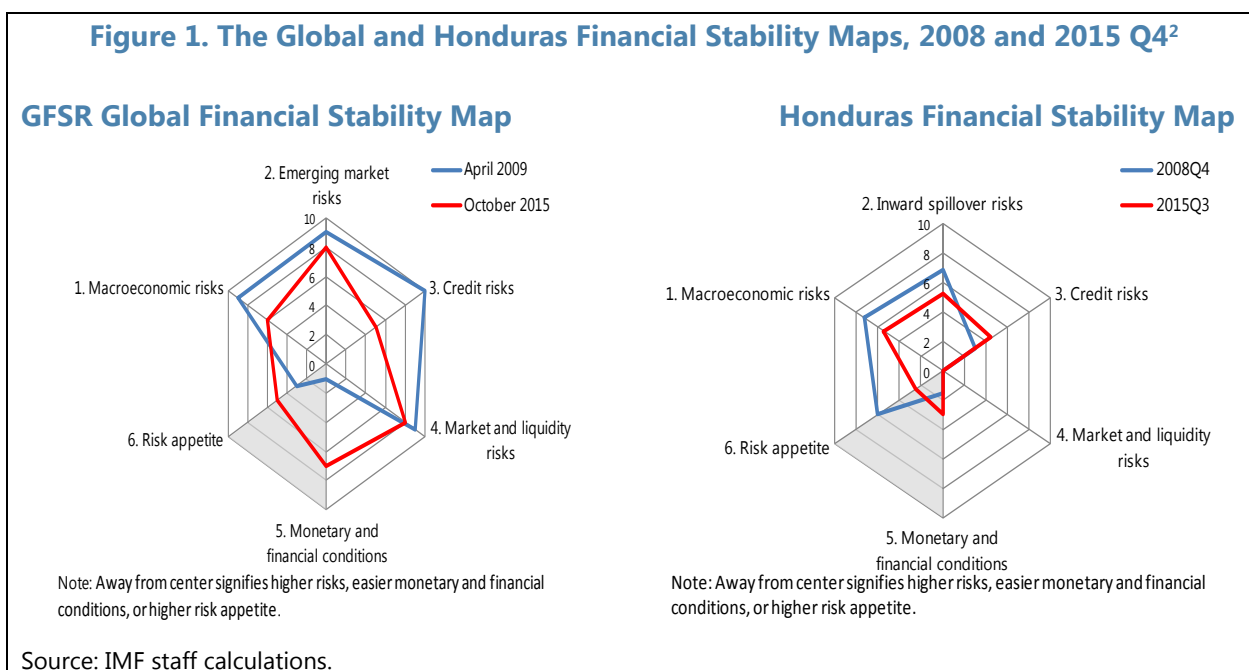 Figure 1. The Global and Honduras Financial Stability Maps, 2008 and 2015 Q4²
GFSR Global Financial Stability Map
April 2009
October 2015
2. Emerging market
risks
10
8
6
4
2
0
1. Macroeconomic risks
3. Credit risks
6. Risk appetite
4. Market and liquidity
risks
5. Monetary and
financial conditions
Note: Away from center signifies higher risks, easier monetary and financial
conditions, or higher risk appetite.
Honduras Financial Stability Map
2008Q4
2015Q3
2. Inward spillover risks
10
8
6
4
2
0
1. Macroeconomic risks
3. Credit risks
6. Risk appetite
4. Market and liquidity
risks
5. Monetary and
financial conditions
Note: Away from center signifies higher risks, easier monetary and financial
conditions, or higher risk appetite.
Source: IMF staff calculations.